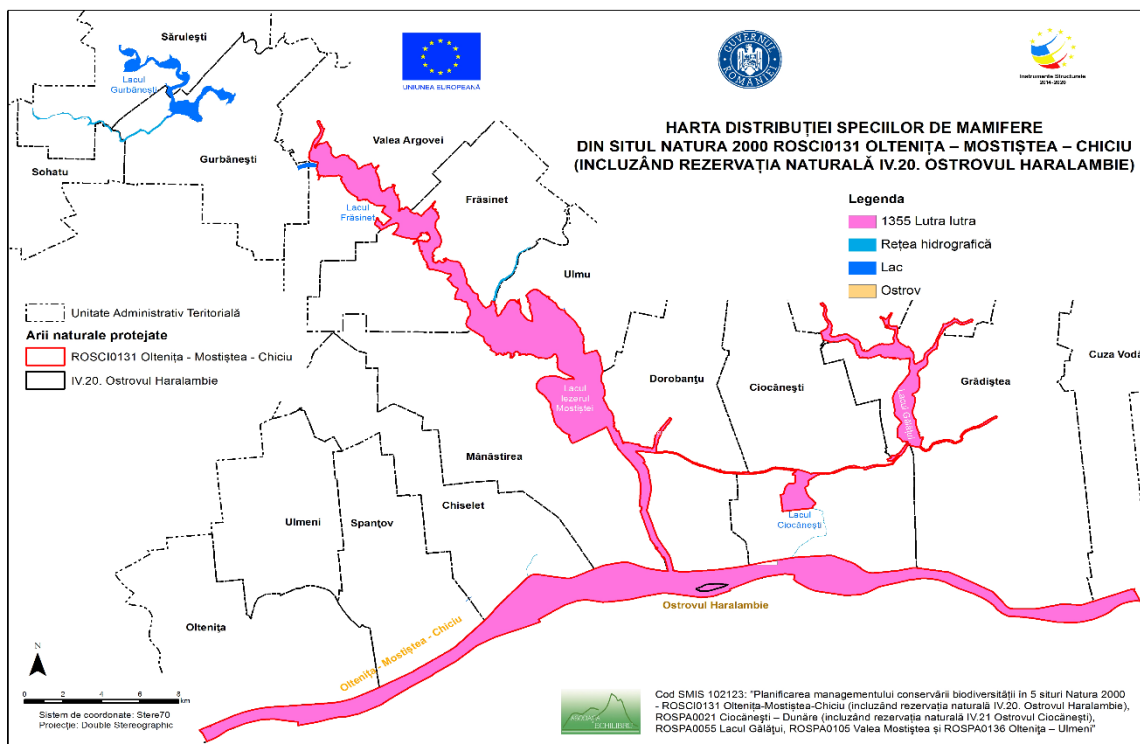 Sărulești
Lacul
Gurbănești
UNIUNEA EUROPEANĂ
GUVERNUL ROMÂNIEI
Instrumente Structurale
2014-2020
HARTA DISTRIBUȚIEI SPECIILOR DE MAMIFERE
DIN SITUL NATURA 2000 ROSCI0131 OLTENIȚA – MOSTIȘTEA – CHICIU
(INCLUZÂND REZERVAȚIA NATURALĂ IV.20. OSTROVUL HARALAMBIE)
Valea Argovei
Gurbănești
Sohatu
Frăsinet
Lacul
Frăsinet
Ulmu
Legenda
1355 Lutra lutra
Rețea hidrografică
Lac
Ostrov
Unitate Administrativ Teritorială
Arii naturale protejate
ROSCI0131 Oltenița - Mostiștea - Chiciu
IV.20. Ostrovul Haralambie
Lacul
Iezerul
Mostiștei
Dorobanțu
Ciocănești
Lacul Gălățui
Grădiștea
Cuza Vodă
Mănăstirea
Chiselet
Spanțov
Ulmeni
Lacul
Ciocănești
Ostrovul Haralambie
Oltenița
Oltenița - Mostiștea - Chiciu
N
0 2 4 6 8
km
Sistem de coordonate: Stere70
Proiecție: Double Stereographic
ASOCIAȚIA ECHILIBRU
Cod SMIS 102123: "Planificarea managementului conservării biodiversității în 5 situri Natura 2000
- ROSCI0131 Oltenița-Mostiștea-Chiciu (incluzând rezervația naturală IV.20. Ostrovul Haralambie),
ROSPA0021 Ciocănești – Dunăre (incluzând rezervația naturală IV.21 Ostrovul Ciocănești),
ROSPA0055 Lacul Gălățui, ROSPA0105 Valea Mostiștea și ROSPA0136 Oltenița – Ulmeni"